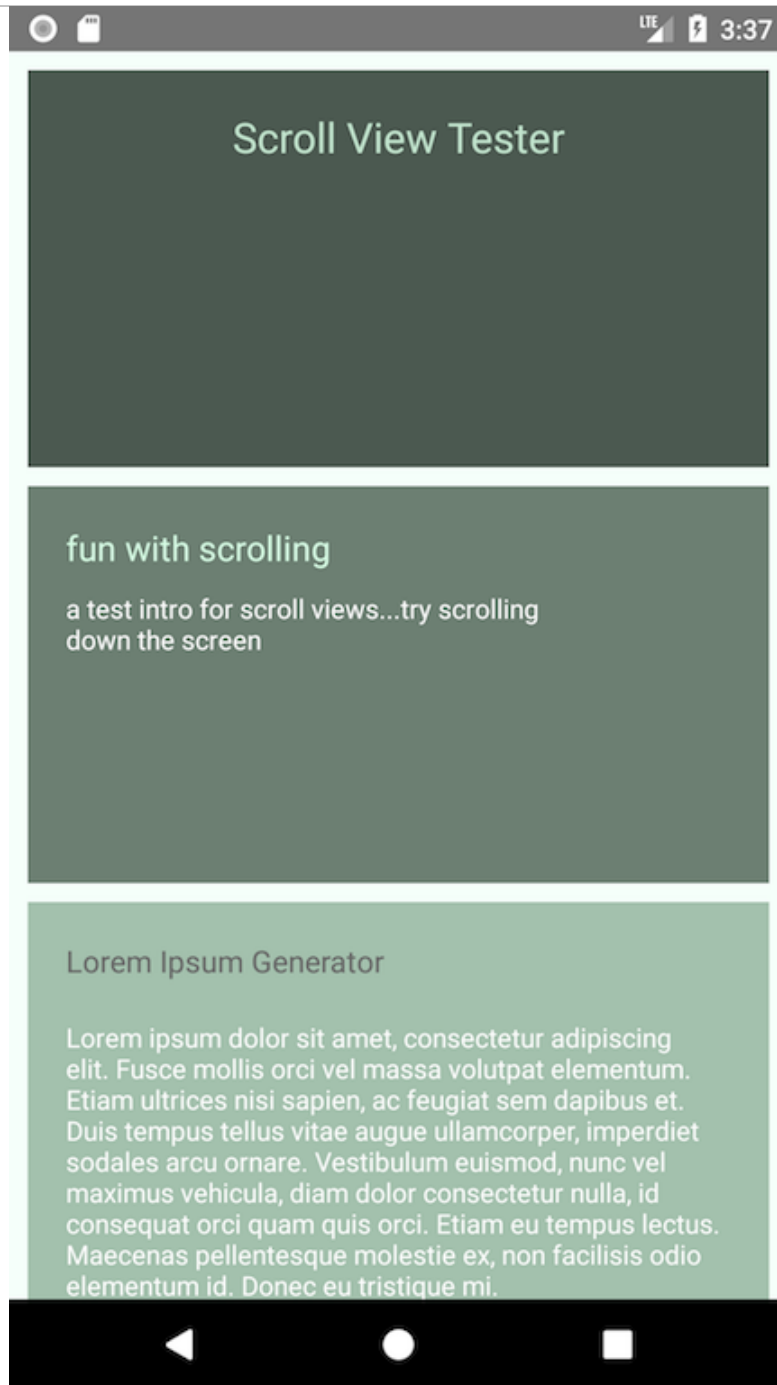 LTE 3:37
Scroll View Tester
fun with scrolling
a test intro for scroll views...try scrolling
down the screen
Lorem Ipsum Generator
Lorem ipsum dolor sit amet, consectetur adipiscing
elit. Fusce mollis orci vel massa volutpat elementum.
Etiam ultrices nisi sapien, ac feugiat sem dapibus et.
Duis tempus tellus vitae augue ullamcorper, imperdiet
sodales arcu ornare. Vestibulum euismod, nunc vel
maximus vehicula, diam dolor consectetur nulla, id
consequat orci quam quis orci. Etiam eu tempus lectus.
Maecenas pellentesque molestie ex, non facilisis odio
elementum id. Donec eu tristique mi.